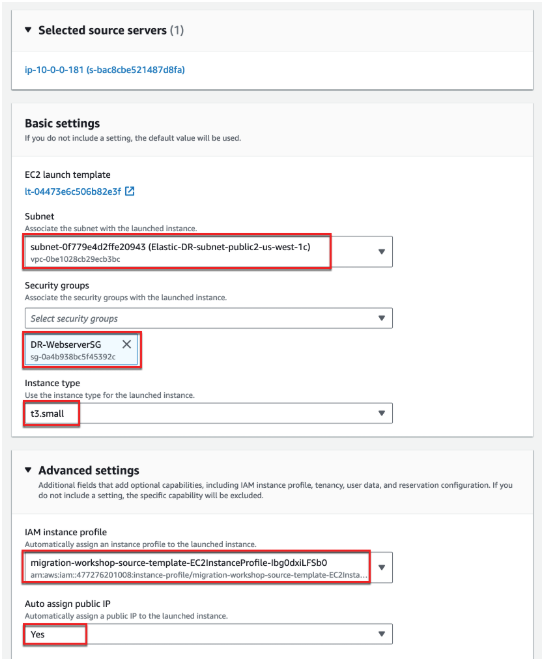 ▼ Selected source servers (1)
ip-10-0-0-181 (s-bac8cbe521487d8fa)
Basic settings
If you do not include a setting, the default value will be used.
EC2 launch template
lt-04473e6c506b82e3f
Subnet
Associate the subnet with the launched instance.
subnet-0f779e4d2ffe20943 (Elastic-DR-subnet-public2-us-west-1c)
vpc-0be1028cb29ecb3bc
Security groups
Associate the security groups with the launched instance.
Select security groups
DR-WebserverSG
sg-0a4b938bc5f45392c
Instance type
Use the instance type for the launched instance.
t3.small
▼ Advanced settings
Additional fields that add optional capabilities, including IAM instance profile, tenancy, user data, and reservation configuration. If you
do not include a setting, the specific capability will be excluded.
IAM instance profile
Automatically assign an instance profile to the launched instance.
migration-workshop-source-template-EC2InstanceProfile-Ibg0dxiLFSb0
arn:aws:iam::477276201008:instance-profile/migration-workshop-source-template-EC2Insta...
Auto assign public IP
Automatically assign a public IP to the launched instance.
Yes